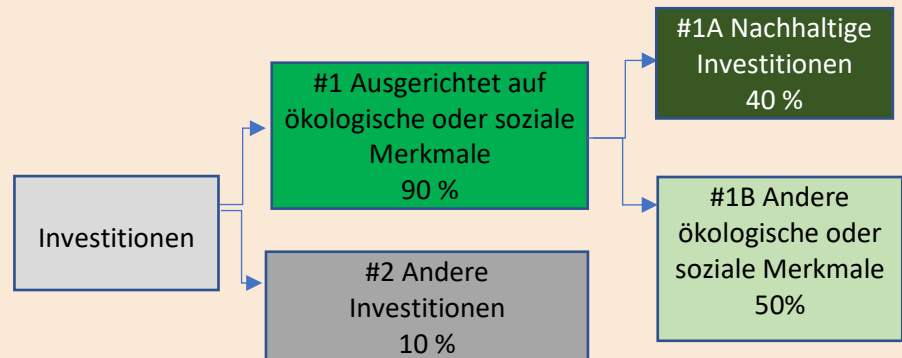 Investitionen
#1 Ausgerichtet auf
ökologische oder soziale
Merkmale
90 %
#2 Andere
Investitionen
10 %
#1A Nachhaltige
Investitionen
40 %
#1B Andere
ökologische oder
soziale Merkmale
50%